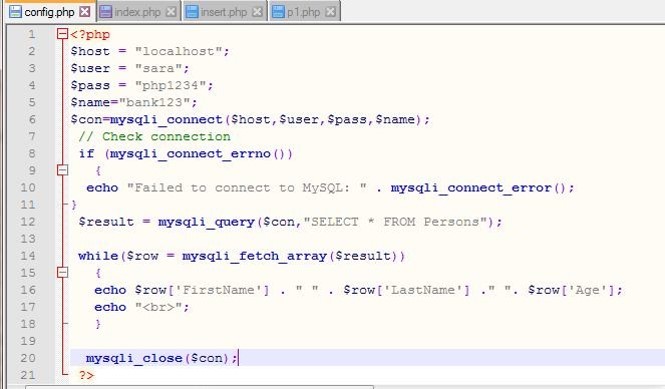 config.php index.php insert.php p1.php
1 <?php
2 $host = "localhost";
3 $user = "sara";
4 $pass = "php1234";
5 $name="bank123";
6 $con=mysqli_connect($host,$user,$pass,$name);
7 // Check connection
8 if (mysqli_connect_errno())
9 {
10 echo "Failed to connect to MySQL: " . mysqli_connect_error();
11 }
12 $result = mysqli_query($con,"SELECT * FROM Persons");
13
14 while($row = mysqli_fetch_array($result))
15 {
16 echo $row['FirstName'] . " " . $row['LastName'] ." ". $row['Age'];
17 echo "<br>";
18 }
19
20 mysqli_close($con);
21 ?>